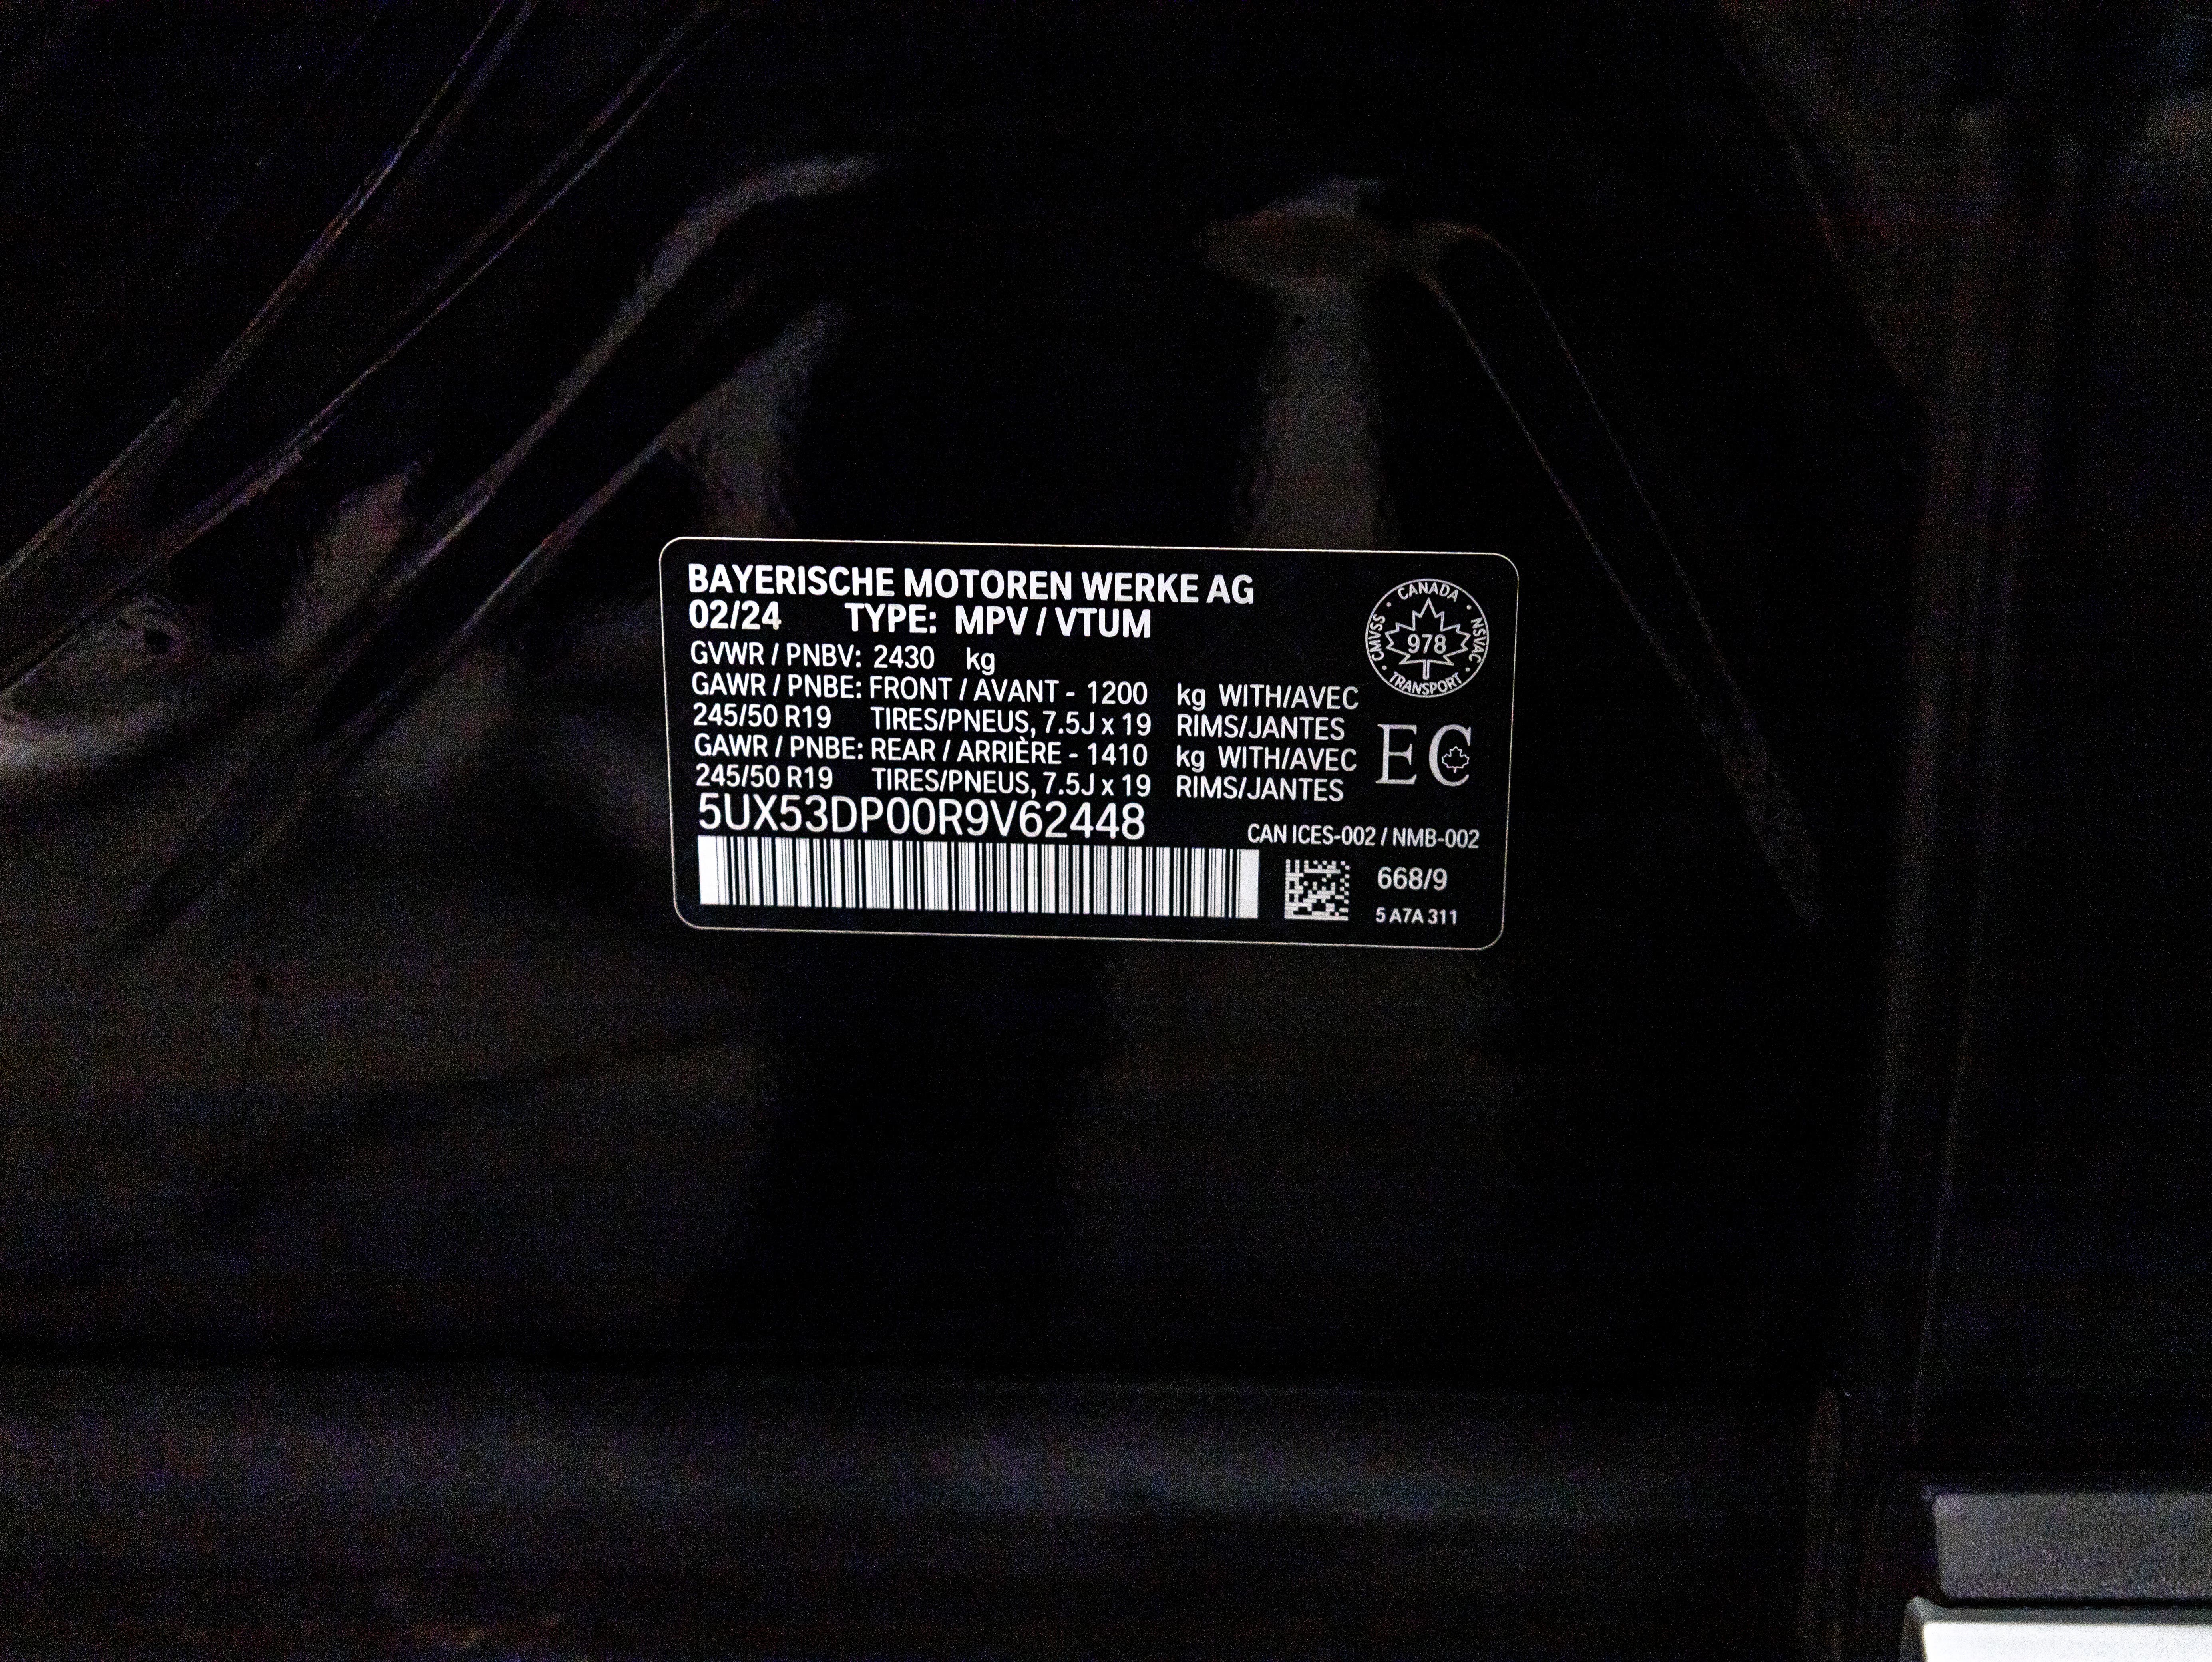 BAYERISCHE MOTOREN WERKE AG
02/24 TYPE: MPV / VTUM
GVWR / PNBV: 2430 kg
GAWR / PNBE: FRONT / AVANT - 1200 kg WITH/AVEC
245/50 R19 TIRES/PNEUS, 7.5J x 19 RIMS/JANTES
GAWR / PNBE: REAR / ARRIÈRE - 1410 kg WITH/AVEC
245/50 R19 TIRES/PNEUS, 7.5J x 19 RIMS/JANTES
5UX53DP00R9V62448
CANADA
CMVSS 978 NSVAC
TRANSPORT
EC
CAN ICES-002 / NMB-002
668/9
5 A7A 311